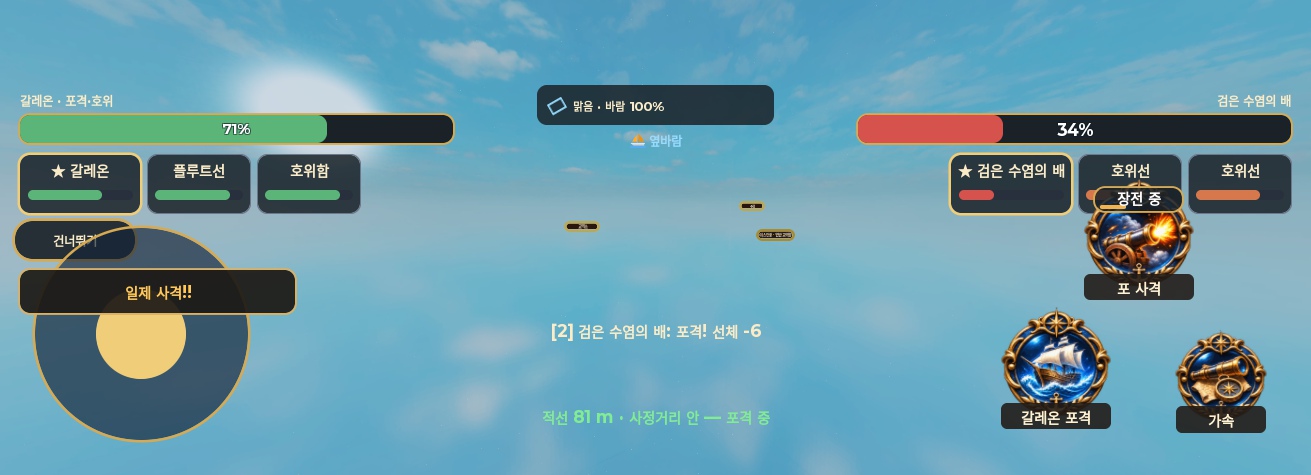 갈레온 · 포격·호위
71%
★ 갈레온
플루트선
호위함
건너뛰기
일제 사격!!
맑음 · 바람 100%
옆바람
검은 수염의 배
34%
★ 검은 수염의 배
호위선
호위선
장전 중
포 사격
[2] 검은 수염의 배: 포격! 선체 -6
적선 81 m · 사정거리 안 — 포격 중
갈레온 포격
가속